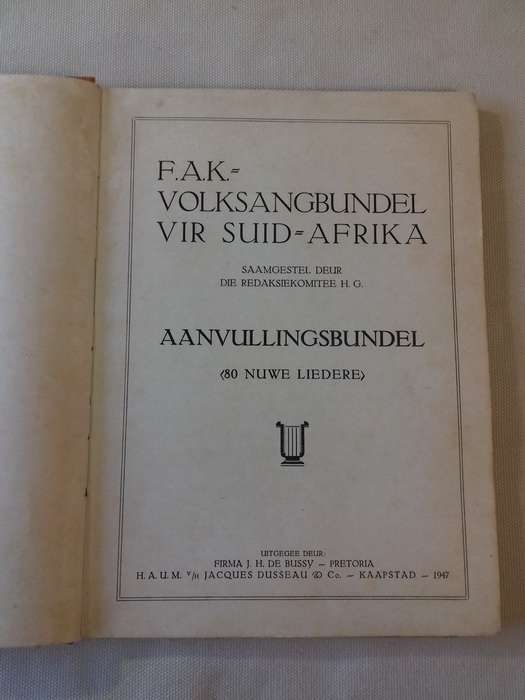 F.A.K.=
VOLKSANGBUNDEL
VIR SUID=AFRIKA
SAAMGESTEL DEUR
DIE REDAKSIEKOMITEE H. G.
AANVULLINGSBUNDEL
(80 NUWE LIEDERE)
UITGEGEE DEUR:
FIRMA J. H. DE BUSSY — PRETORIA
H. A. U. M. v/h JACQUES DUSSEAU & Co. — KAAPSTAD — 1947